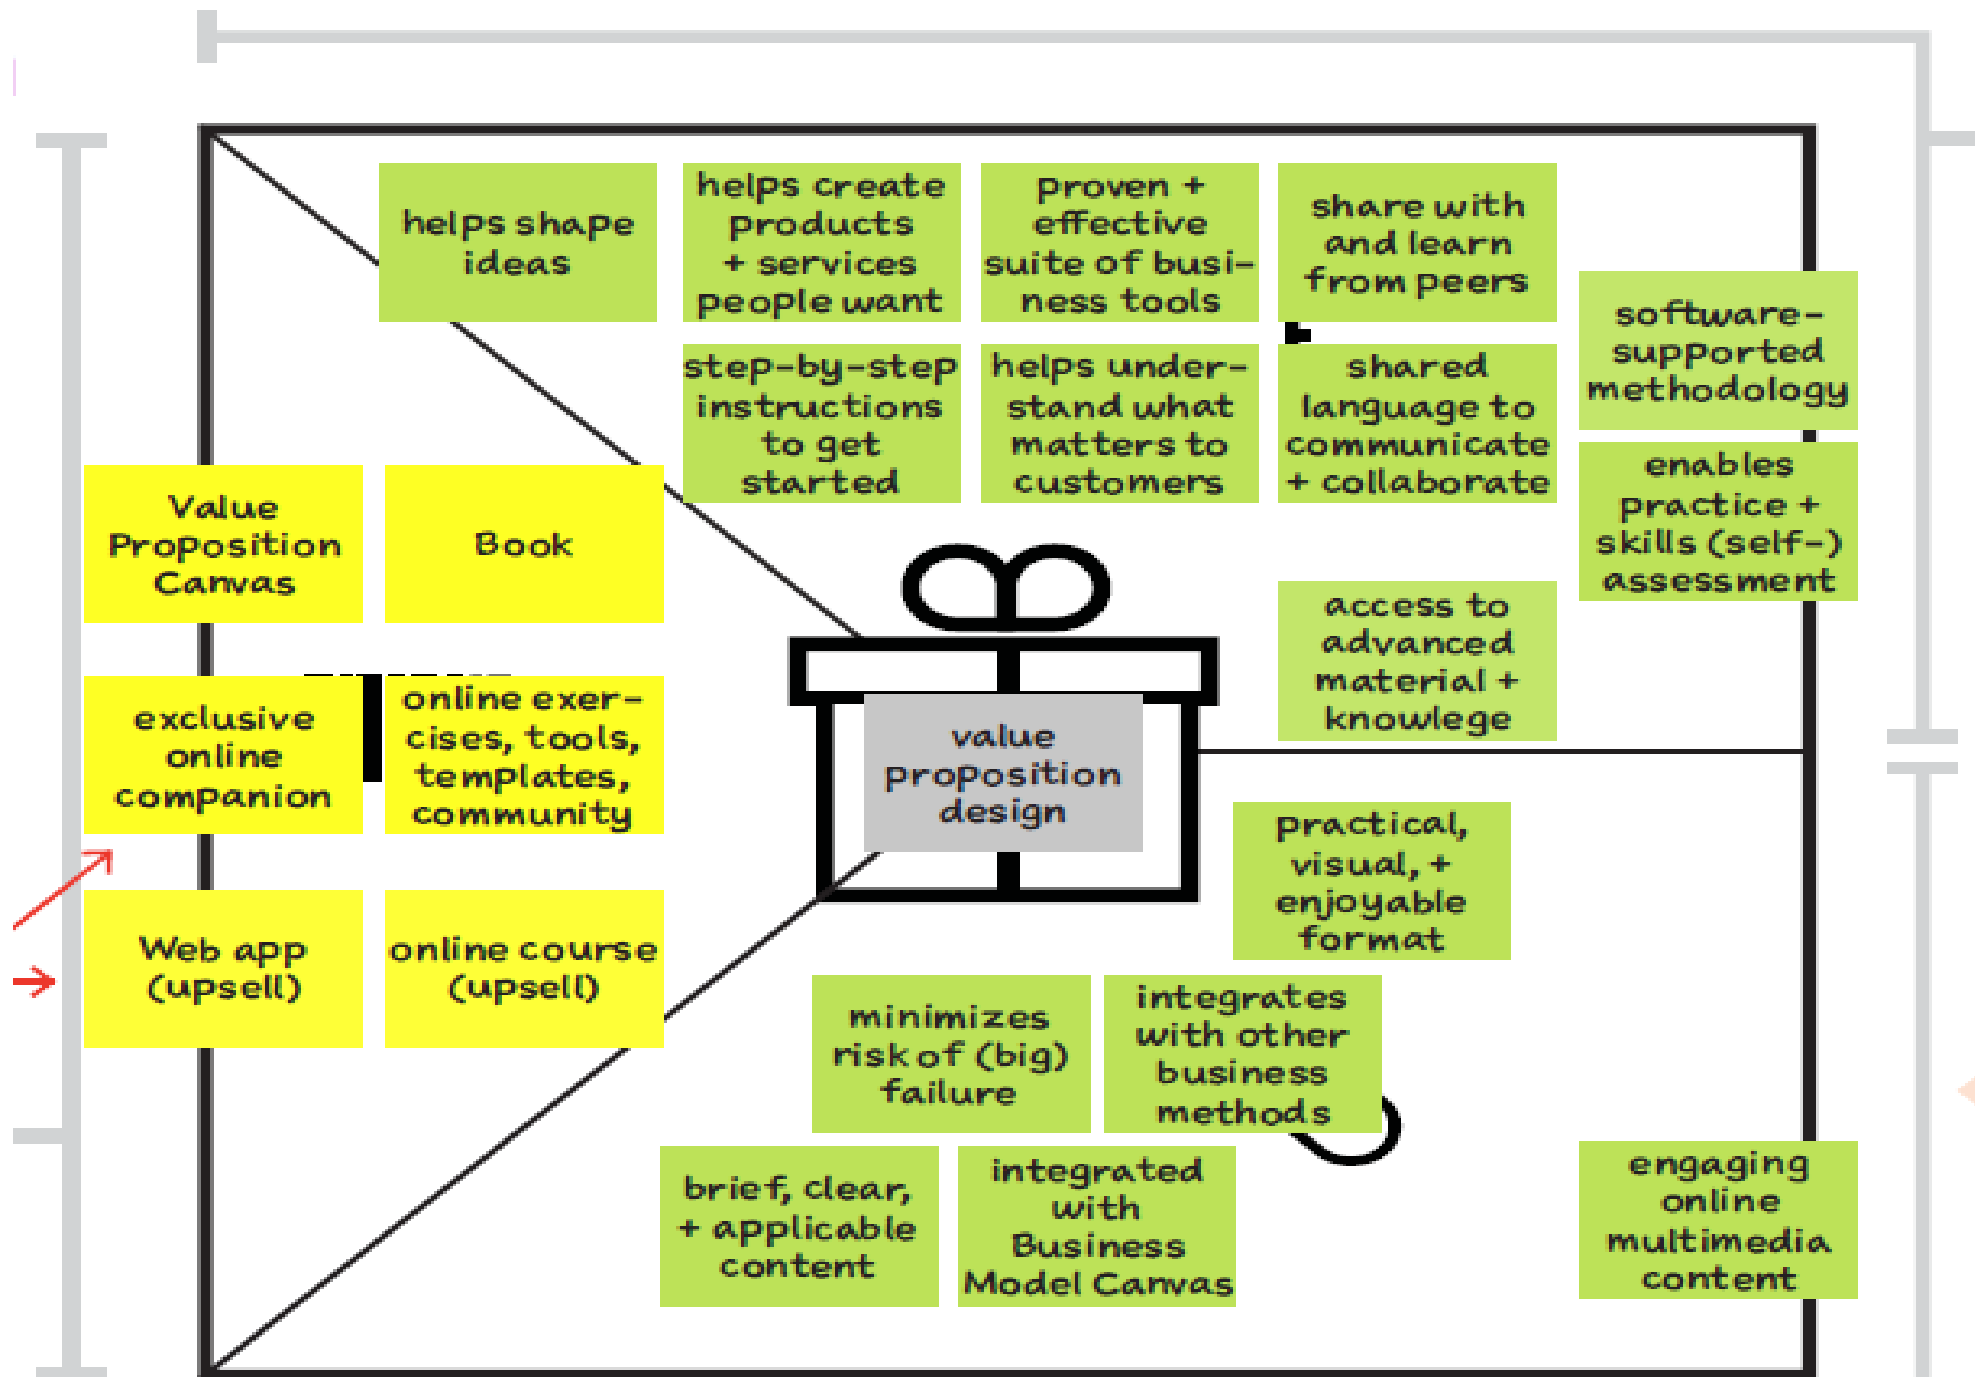 helps shape
ideas
helps create
products
+ services
people want
proven +
effective
suite of busi-
ness tools
share with
and learn
from peers
software-
supported
methodology
step-by-step
instructions
to get
started
helps under-
stand what
matters to
customers
shared
language to
communicate
+ collaborate
enables
practice +
skills (self-)
assessment
Value
Proposition
Canvas
Book
access to
advanced
material +
knowlege
exclusive
online
companion
online exer-
cises, tools,
templates,
community
value
proposition
design
practical,
visual, +
enjoyable
format
Web app
(upsell)
online course
(upsell)
minimizes
risk of (big)
failure
integrates
with other
business
methods
brief, clear,
+ applicable
content
integrated
with
Business
Model Canvas
engaging
online
multimedia
content